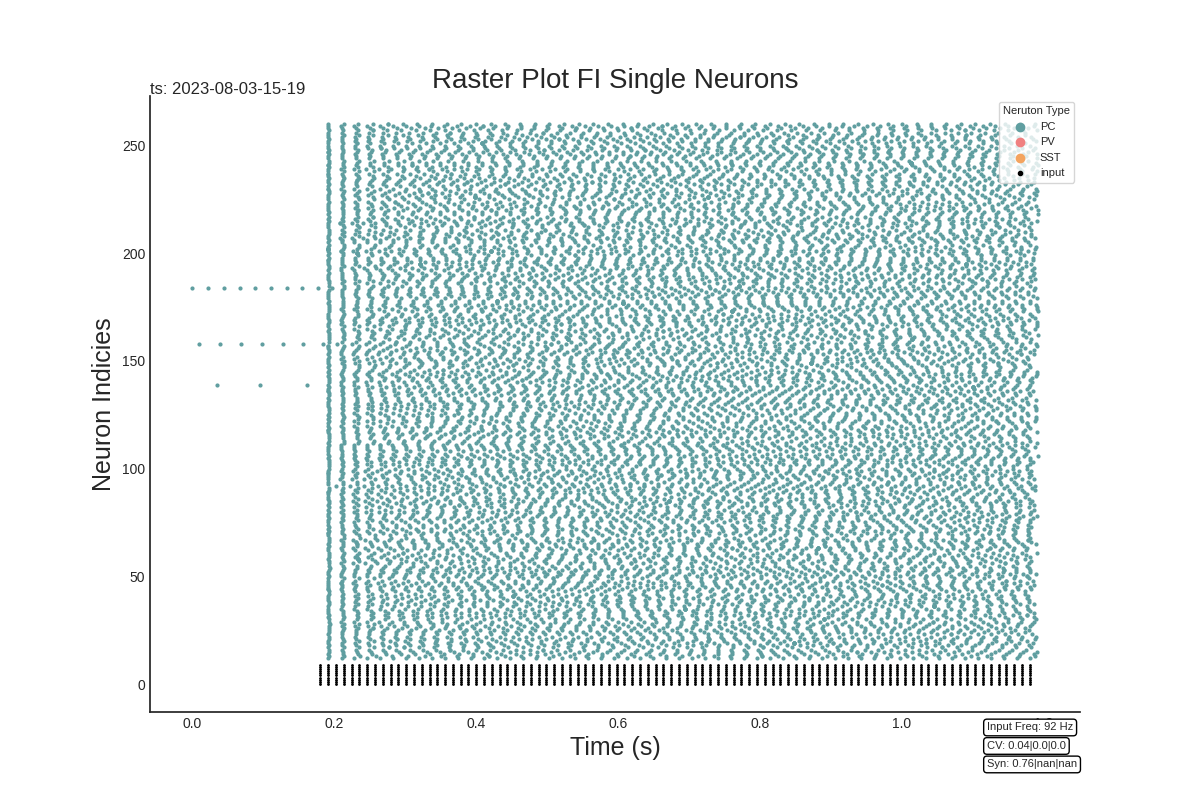 Raster Plot FI Single Neurons
ts: 2023-08-03-15-19
Neruton Type
PC
PV
SST
input
250
200
150
100
50
0
Neuron Indicies
0.0 0.2 0.4 0.6 0.8 1.0
Time (s)
Input Freq: 92 Hz
CV: 0.04|0.0|0.0
Syn: 0.76|nan|nan